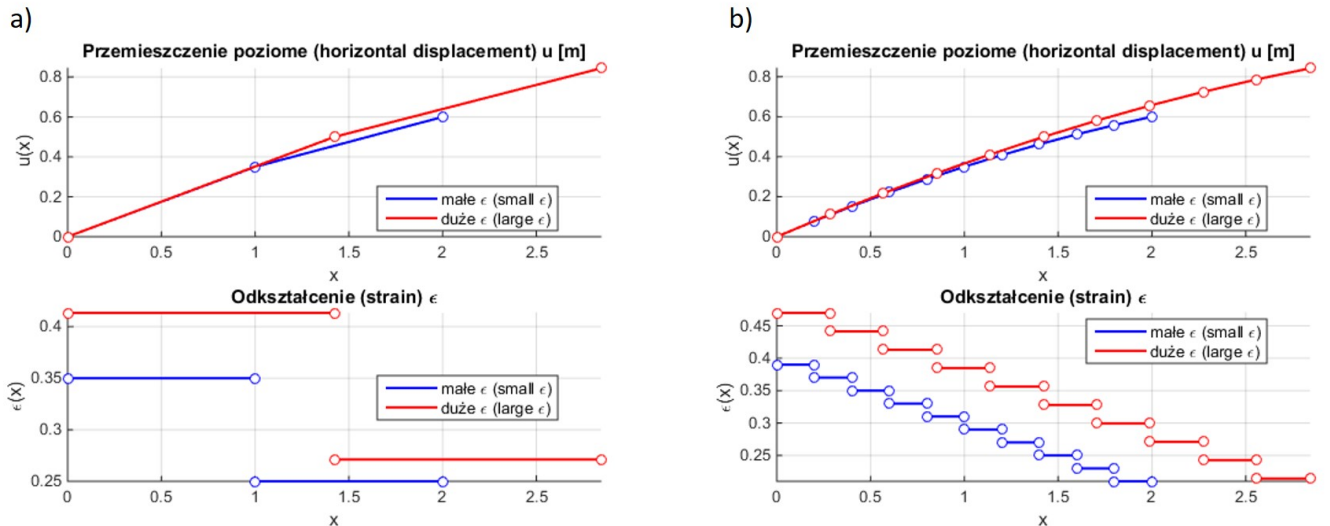 a)
Przemieszczenie poziome (horizontal displacement) u [m]
0.8
0.6
0.4
0.2
0
u(x)
małe ϵ (small ϵ)
duże ϵ (large ϵ)
0 0.5 1 1.5 2 2.5
x
Odkształcenie (strain) ϵ
0.4
0.35
0.3
0.25
ϵ(x)
małe ϵ (small ϵ)
duże ϵ (large ϵ)
0 0.5 1 1.5 2 2.5
x
b)
Przemieszczenie poziome (horizontal displacement) u [m]
0.8
0.6
0.4
0.2
0
u(x)
małe ϵ (small ϵ)
duże ϵ (large ϵ)
0 0.5 1 1.5 2 2.5
x
Odkształcenie (strain) ϵ
0.45
0.4
0.35
0.3
0.25
ϵ(x)
małe ϵ (small ϵ)
duże ϵ (large ϵ)
0 0.5 1 1.5 2 2.5
x